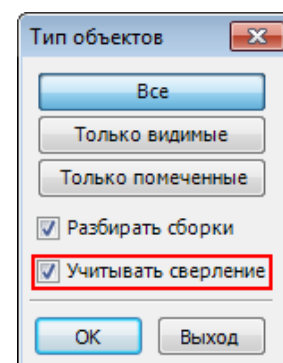 Тип объектов
Все
Только видимые
Только помеченные
Разбирать сборки
Учитывать сверление
OK Выход